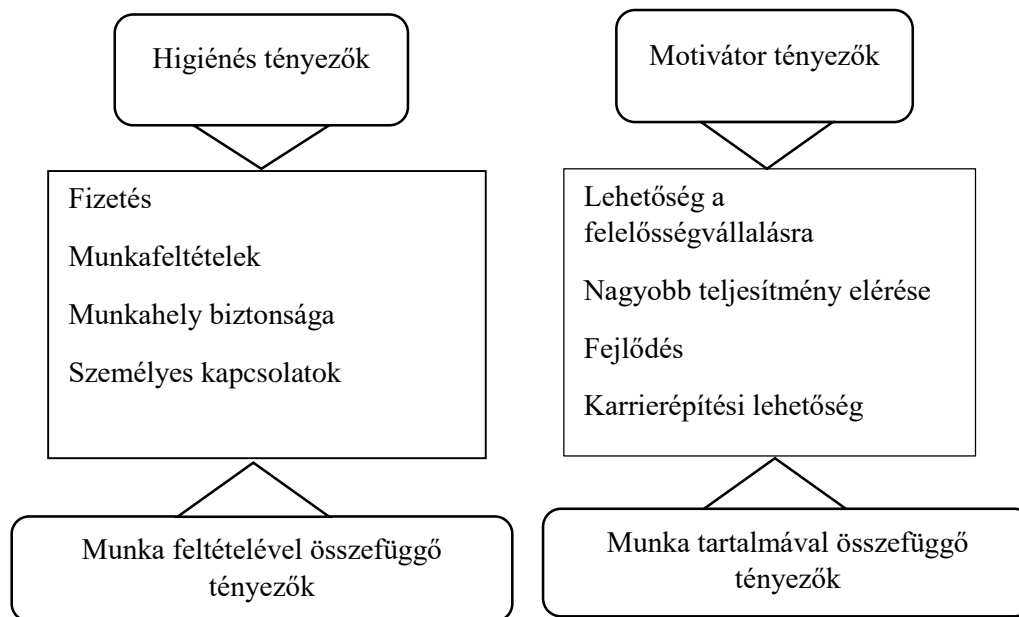 Higiénés tényezők
Fizetés
Munkafeltételek
Munkahely biztonsága
Személyes kapcsolatok
Munka feltételével összefüggő
tényezők
Motivátor tényezők
Lehetőség a
felelősségvállalásra
Nagyobb teljesítmény elérése
Fejlődés
Karrierépítési lehetőség
Munka tartalmával összefüggő
tényezők